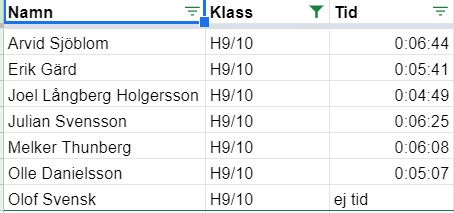 Namn Klass Tid
Arvid Sjöblom H9/10 0:06:44
Erik Gärd H9/10 0:05:41
Joel Långberg Holgersson H9/10 0:04:49
Julian Svensson H9/10 0:06:25
Melker Thunberg H9/10 0:06:08
Olle Danielsson H9/10 0:05:07
Olof Svensk H9/10 ej tid